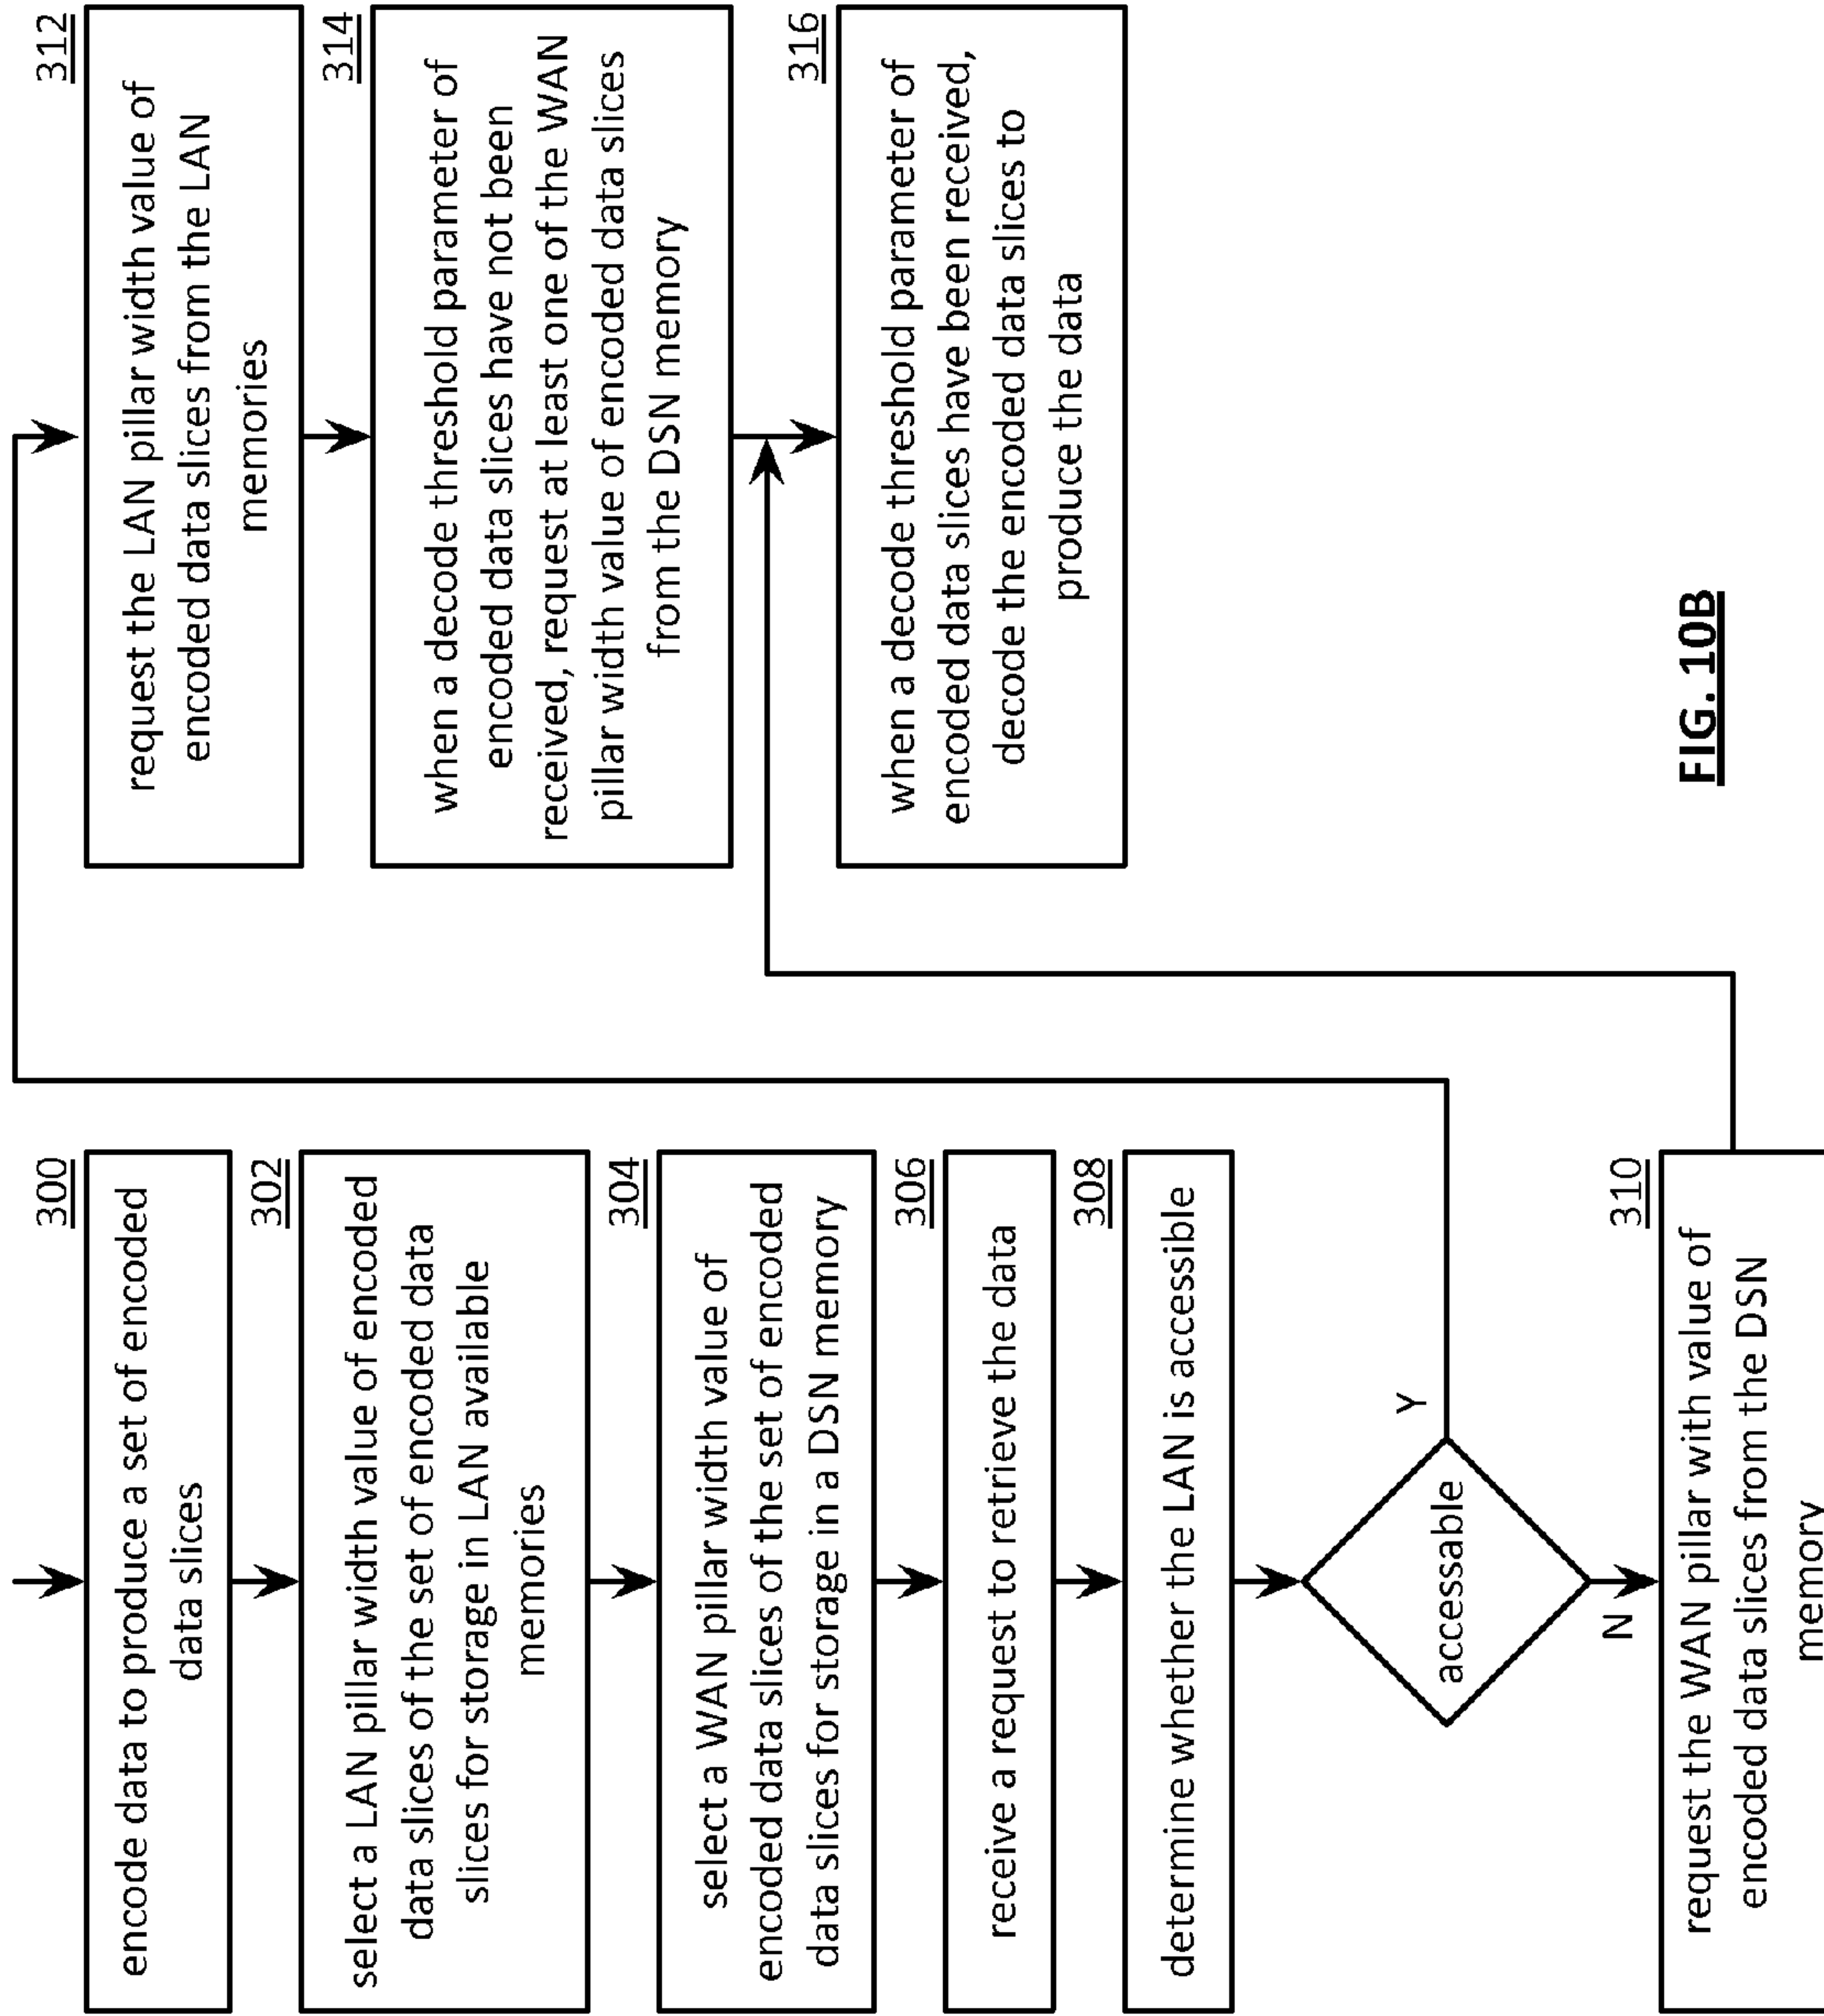 300
encode data to produce a set of encoded
data slices
302
select a LAN pillar width value of encoded
data slices of the set of encoded data
slices for storage in LAN available
memories
304
select a WAN pillar width value of
encoded data slices of the set of encoded
data slices for storage in a DSN memory
306
receive a request to retrieve the data
308
determine whether the LAN is accessible
accessable
Y
N
310
request the WAN pillar with value of
encoded data slices from the DSN
memory
312
request the LAN pillar width value of
encoded data slices from the LAN
memories
314
when a decode threshold parameter of
encoded data slices have not been
received, request at least one of the WAN
pillar width value of encoded data slices
from the DSN memory
316
when a decode threshold parameter of
encoded data slices have been received,
decode the encoded data slices to
produce the data
FIG. 10B